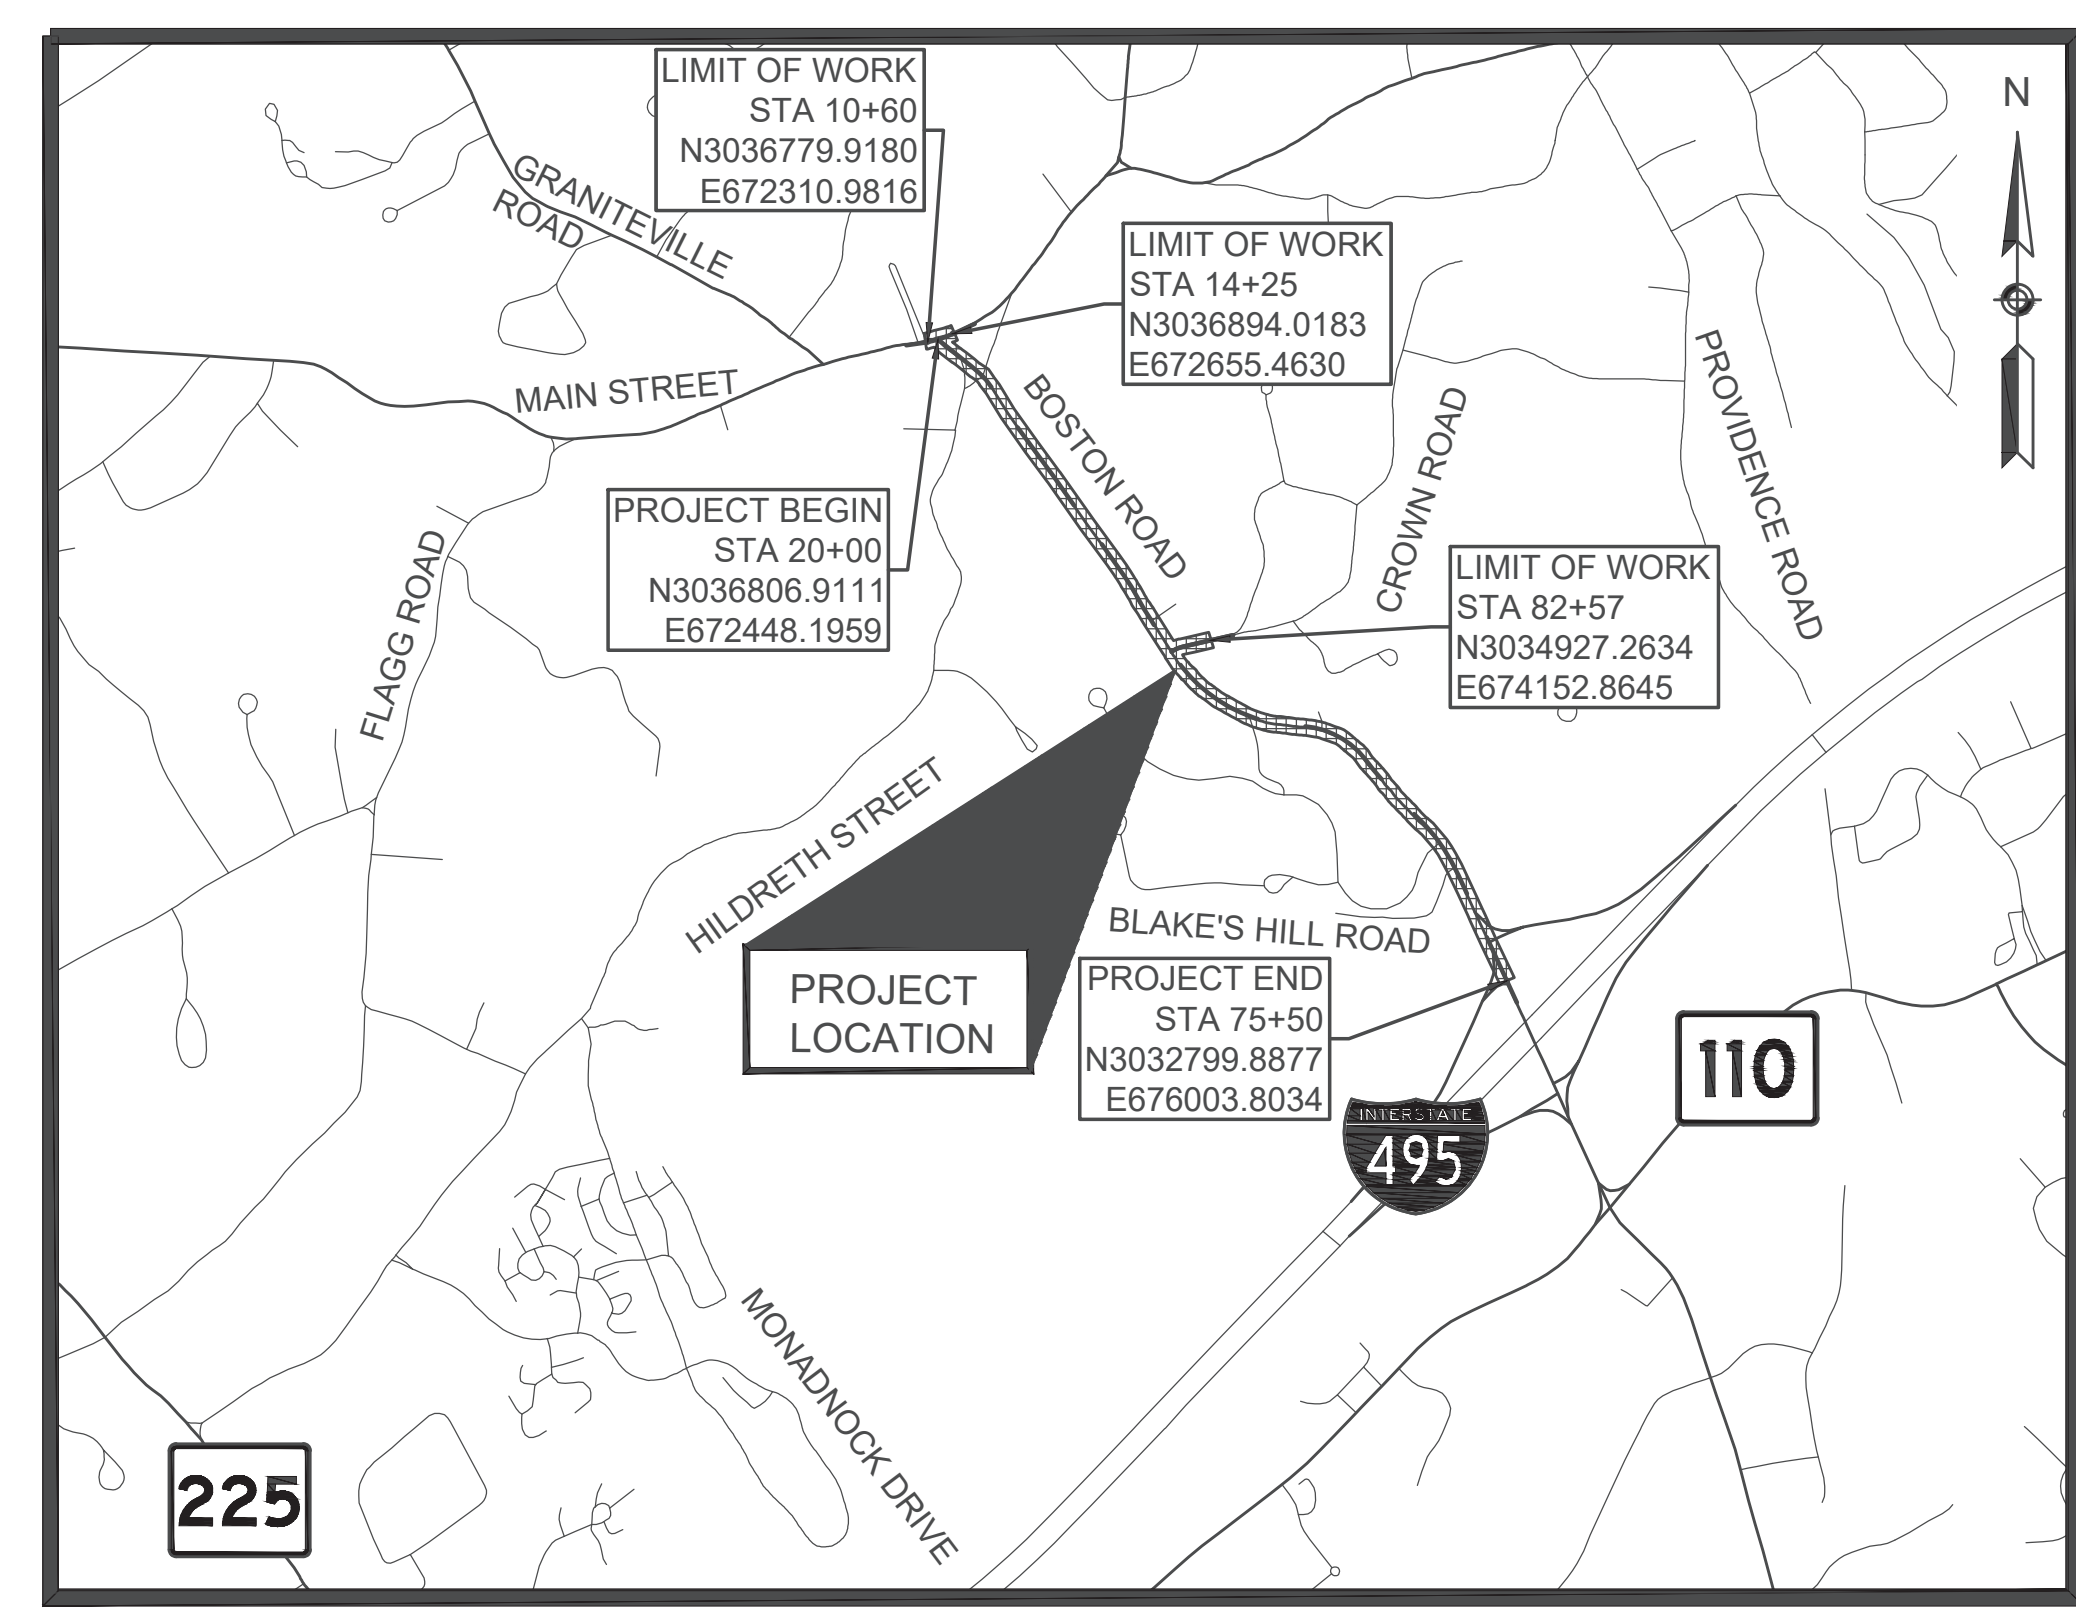 LIMIT OF WORK
STA 10+60
N3036779.9180
E672310.9816
N
GRANITEVILLE
ROAD
LIMIT OF WORK
STA 14+25
N3036894.0183
E672655.4630
MAIN STREET
BOSTON ROAD
CROWN ROAD
PROVIDENCE ROAD
PROJECT BEGIN
STA 20+00
N3036806.9111
E672448.1959
FLAGG ROAD
LIMIT OF WORK
STA 82+57
N3034927.2634
E674152.8645
HILDRETH STREET
BLAKE'S HILL ROAD
PROJECT
LOCATION
PROJECT END
STA 75+50
N3032799.8877
E676003.8034
110
INTERSTATE
495
MONADNOCK DRIVE
225